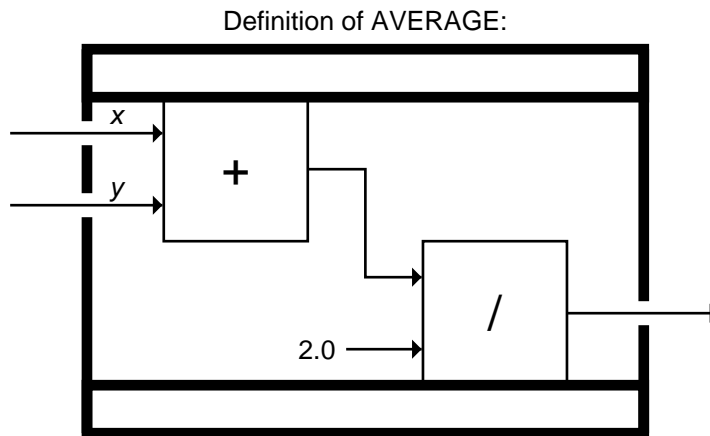 Definition of AVERAGE:
x
+
y
/
2.0